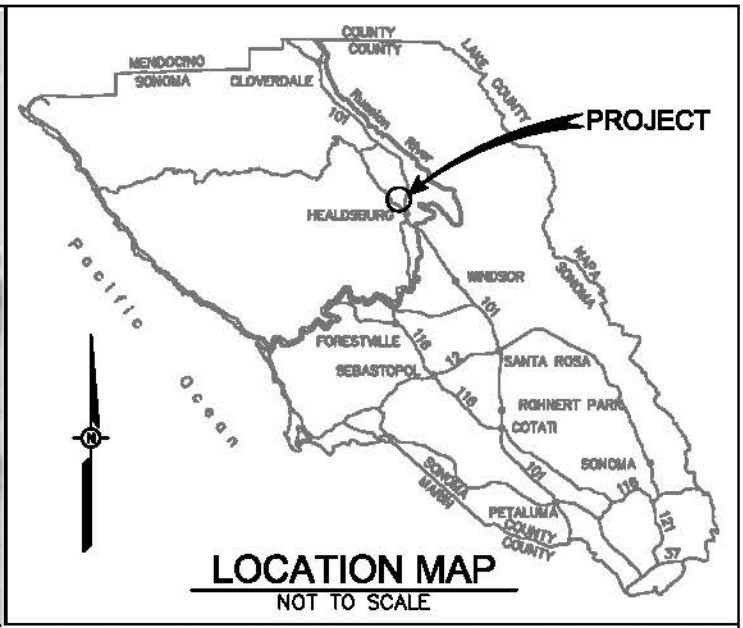 COUNTY
COUNTY
LAKE COUNTY
MENDOCINO
SONOMA
CLOVERDALE
101
Russian River
PROJECT
HEALDSBURG
NAPA
SONOMA
Pacific Ocean
WINDSOR
101
FORESTVILLE
116
12
SANTA ROSA
SEBASTOPOL
116
ROHNERT PARK
COTATI
SONOMA
MARIN
101
SONOMA
116
PETALUMA
121
COUNTY
COUNTY
37
N
LOCATION MAP
NOT TO SCALE